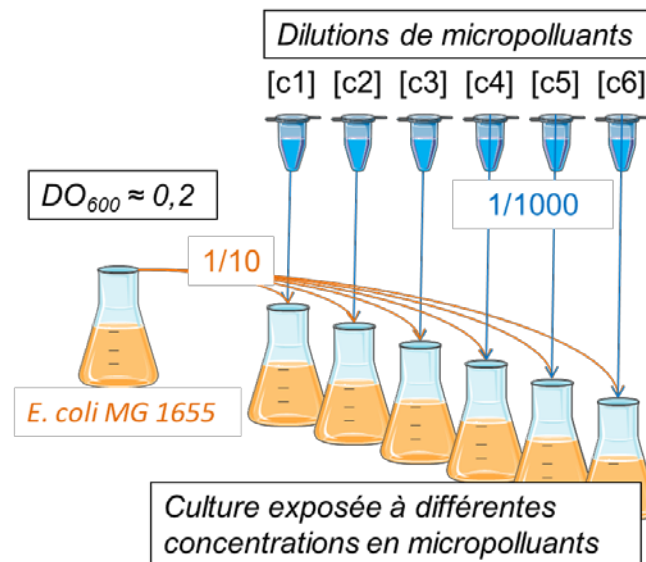 Dilutions de micropolluants
[c1] [c2] [c3] [c4] [c5] [c6]
DO600 ≈ 0,2
1/1000
1/10
E. coli MG 1655
Culture exposée à différentes
concentrations en micropolluants